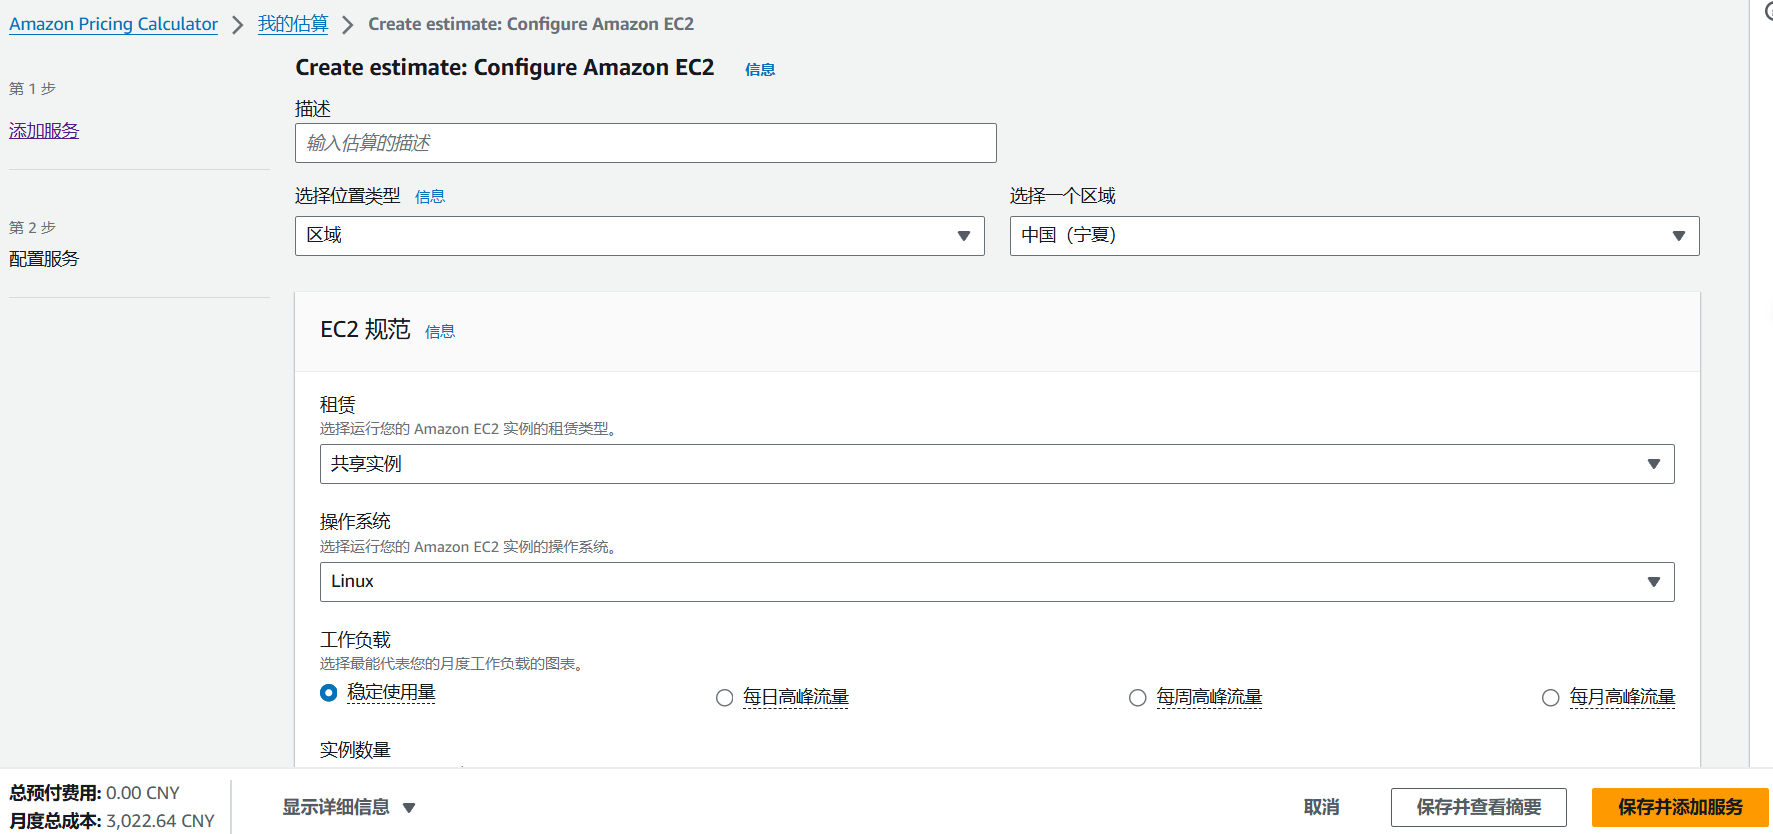 Amazon Pricing Calculator > 我的估算 > Create estimate: Configure Amazon EC2
第 1 步
添加服务
第 2 步
配置服务
Create estimate: Configure Amazon EC2 信息
描述
输入估算的描述
选择位置类型 信息
区域
选择一个区域
中国（宁夏）
EC2 规范 信息
租赁
选择运行您的 Amazon EC2 实例的租赁类型。
共享实例
操作系统
选择运行您的 Amazon EC2 实例的操作系统。
Linux
工作负载
选择最能代表您的月度工作负载的图表。
稳定使用量 每日高峰流量 每周高峰流量 每月高峰流量
实例数量
总预付费用: 0.00 CNY
月度总成本: 3,022.64 CNY
显示详细信息
取消
保存并查看摘要
保存并添加服务